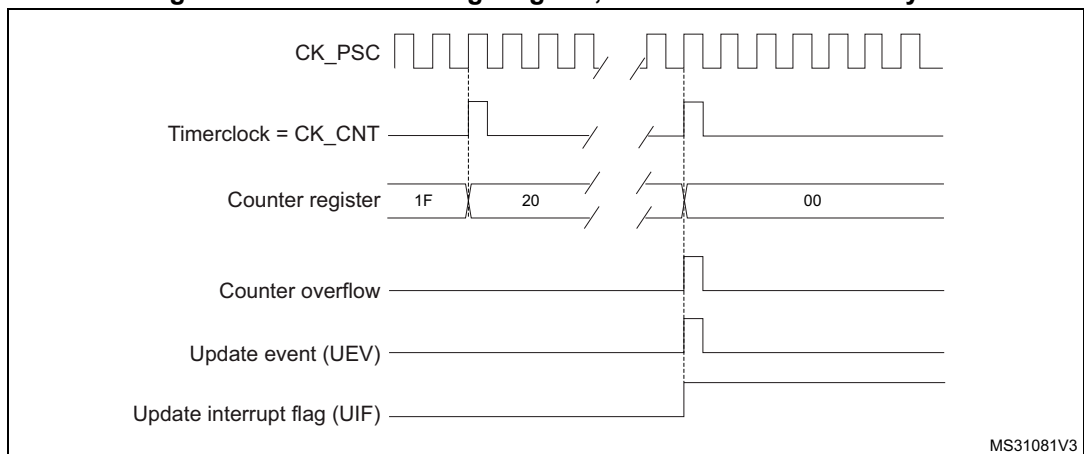 CK_PSC
Timerclock = CK_CNT
Counter register 1F 20 00
Counter overflow
Update event (UEV)
Update interrupt flag (UIF)
MS31081V3